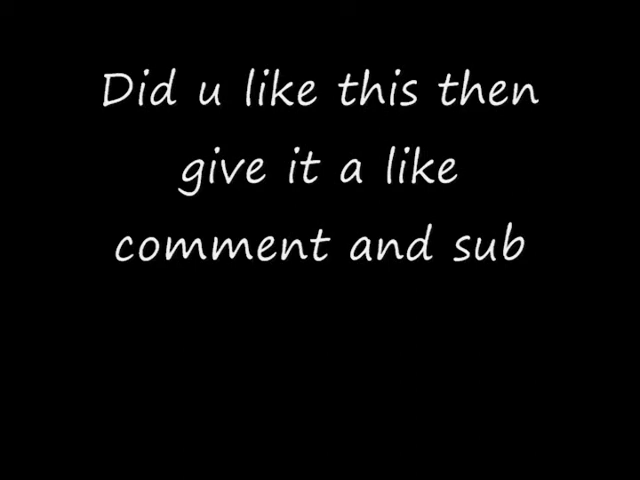 Did u like this then
give it a like
comment and sub